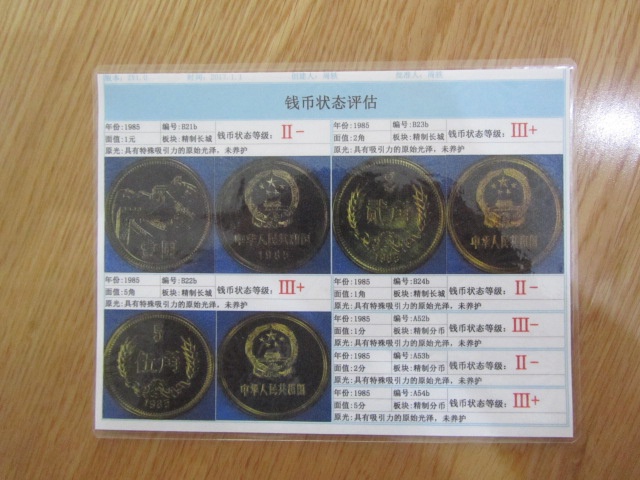 钱币状态评估
年份:1985 编号:B21b 钱币状态等级: II-
面值:1元 板块:精制长城
原光:具有特殊吸引力的原始光泽，未养护
年份:1985 编号:B23b 钱币状态等级: III+
面值:2角 板块:精制长城
原光:具有特殊吸引力的原始光泽，未养护
中华人民共和国
1985
贰角
1985
中华人民共和国
年份:1985 编号:B22b 钱币状态等级: III+
面值:5角 板块:精制长城
原光:具有特殊吸引力的原始光泽，未养护
伍角
1985
中华人民共和国
年份:1985 编号:B24b 钱币状态等级: II-
面值:1角 板块:精制长城
原光:具有特殊吸引力的原始光泽，未养护
年份:1985 编号:A52b 钱币状态等级: III-
面值:1分 板块:精制分币
原光:具有吸引力的原始光泽，未养护
年份:1985 编号:A53b 钱币状态等级: II-
面值:2分 板块:精制分币
原光:具有特殊吸引力的原始光泽，未养护
年份:1985 编号:A54b 钱币状态等级: III+
面值:5分 板块:精制分币
原光:具有吸引力的原始光泽，未养护